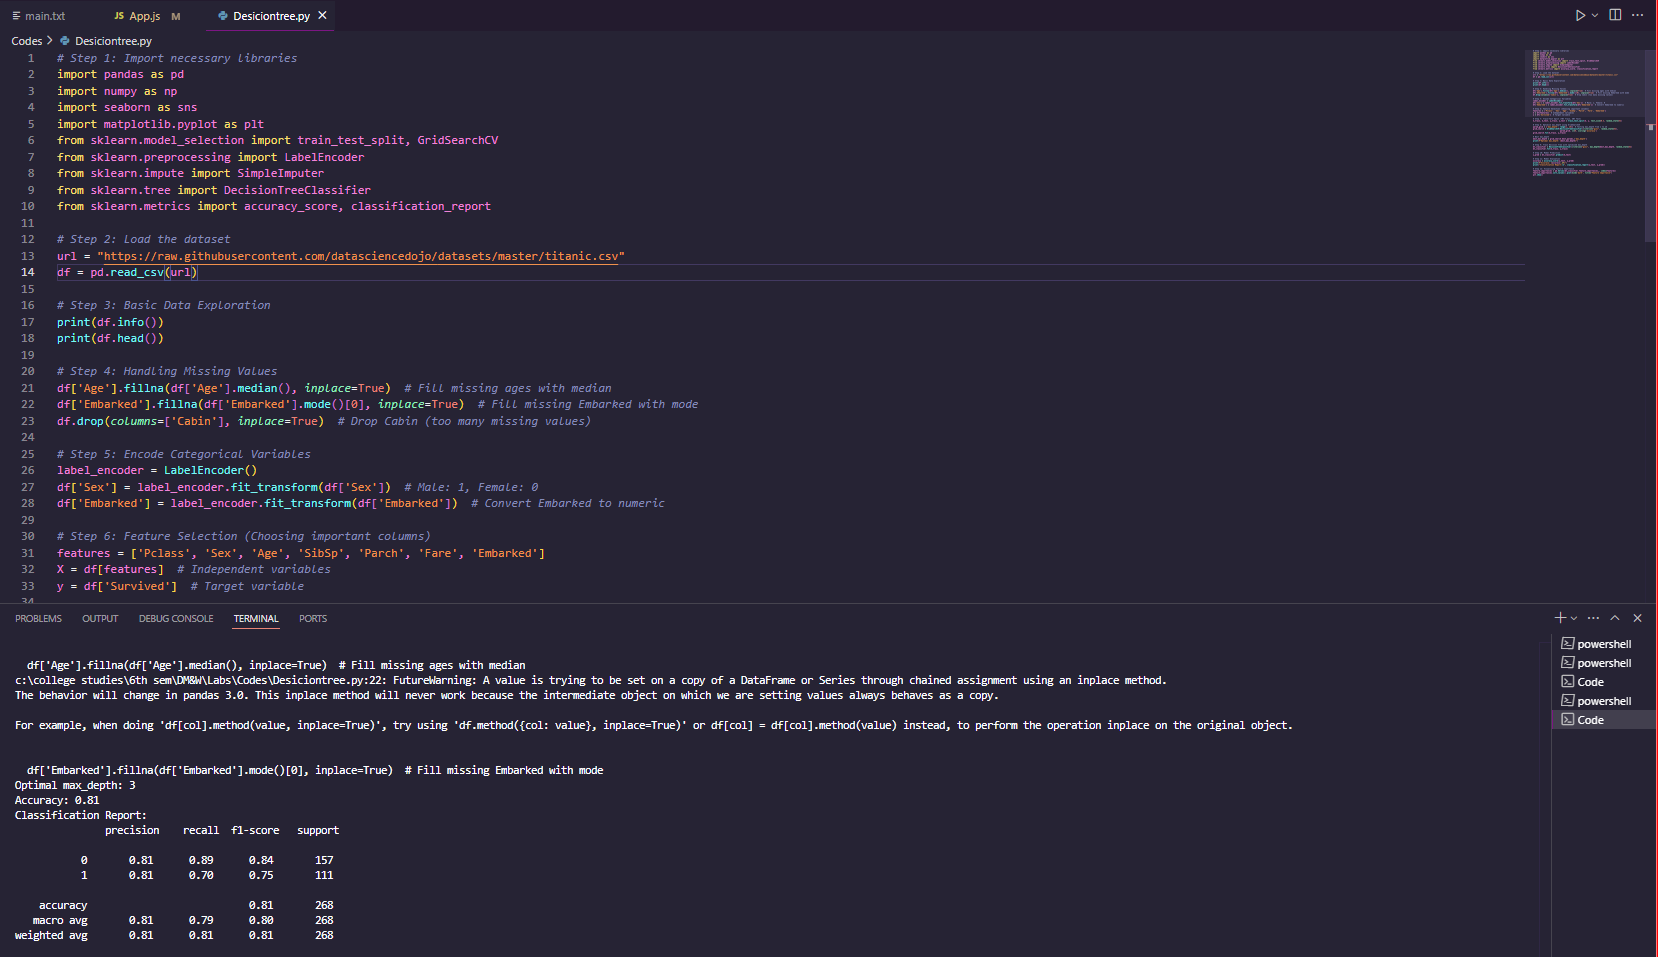 main.txt
JS App.js M
Desiciontree.py
Codes > Desiciontree.py
1 # Step 1: Import necessary libraries
2 import pandas as pd
3 import numpy as np
4 import seaborn as sns
5 import matplotlib.pyplot as plt
6 from sklearn.model_selection import train_test_split, GridSearchCV
7 from sklearn.preprocessing import LabelEncoder
8 from sklearn.impute import SimpleImputer
9 from sklearn.tree import DecisionTreeClassifier
10 from sklearn.metrics import accuracy_score, classification_report
11
12 # Step 2: Load the dataset
13 url = "https://raw.githubusercontent.com/datasciencedojo/datasets/master/titanic.csv"
14 df = pd.read_csv(url)
15
16 # Step 3: Basic Data Exploration
17 print(df.info())
18 print(df.head())
19
20 # Step 4: Handling Missing Values
21 df['Age'].fillna(df['Age'].median(), inplace=True)  # Fill missing ages with median
22 df['Embarked'].fillna(df['Embarked'].mode()[0], inplace=True)  # Fill missing Embarked with mode
23 df.drop(columns=['Cabin'], inplace=True)  # Drop Cabin (too many missing values)
24
25 # Step 5: Encode Categorical Variables
26 label_encoder = LabelEncoder()
27 df['Sex'] = label_encoder.fit_transform(df['Sex'])  # Male: 1, Female: 0
28 df['Embarked'] = label_encoder.fit_transform(df['Embarked'])  # Convert Embarked to numeric
29
30 # Step 6: Feature Selection (Choosing important columns)
31 features = ['Pclass', 'Sex', 'Age', 'SibSp', 'Parch', 'Fare', 'Embarked']
32 X = df[features]  # Independent variables
33 y = df['Survived']  # Target variable
34
PROBLEMS OUTPUT DEBUG CONSOLE TERMINAL PORTS
df['Age'].fillna(df['Age'].median(), inplace=True)  # Fill missing ages with median
c:\college studies\6th sem\DM&W\Labs\Codes\Desiciontree.py:22: FutureWarning: A value is trying to be set on a copy of a DataFrame or Series through chained assignment using an inplace method.
The behavior will change in pandas 3.0. This inplace method will never work because the intermediate object on which we are setting values always behaves as a copy.
For example, when doing 'df[col].method(value, inplace=True)', try using 'df.method({col: value}, inplace=True)' or df[col] = df[col].method(value) instead, to perform the operation inplace on the original object.
df['Embarked'].fillna(df['Embarked'].mode()[0], inplace=True)  # Fill missing Embarked with mode
Optimal max_depth: 3
Accuracy: 0.81
Classification Report:
precision recall f1-score support
0 0.81 0.89 0.84 157
1 0.81 0.70 0.75 111
accuracy 0.81 268
macro avg 0.81 0.79 0.80 268
weighted avg 0.81 0.81 0.81 268
powershell
powershell
Code
powershell
Code